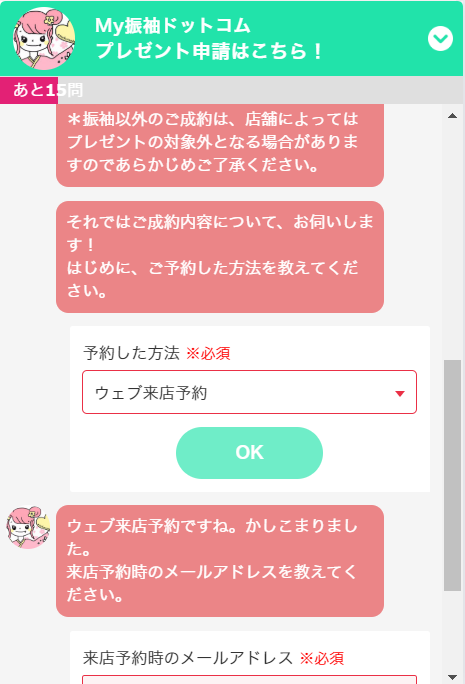 My振袖ドットコム
プレゼント申請はこちら！
あと15問
＊振袖以外のご成約は、店舗によっては
プレゼントの対象外となる場合がありま
すのであらかじめご了承ください。
それではご成約内容について、お伺いしま
す！
はじめに、ご予約した方法を教えてくだ
さい。
予約した方法 ※必須
ウェブ来店予約
OK
ウェブ来店予約ですね。かしこまりまし
た。
来店予約時のメールアドレスを教えてく
ださい。
来店予約時のメールアドレス ※必須